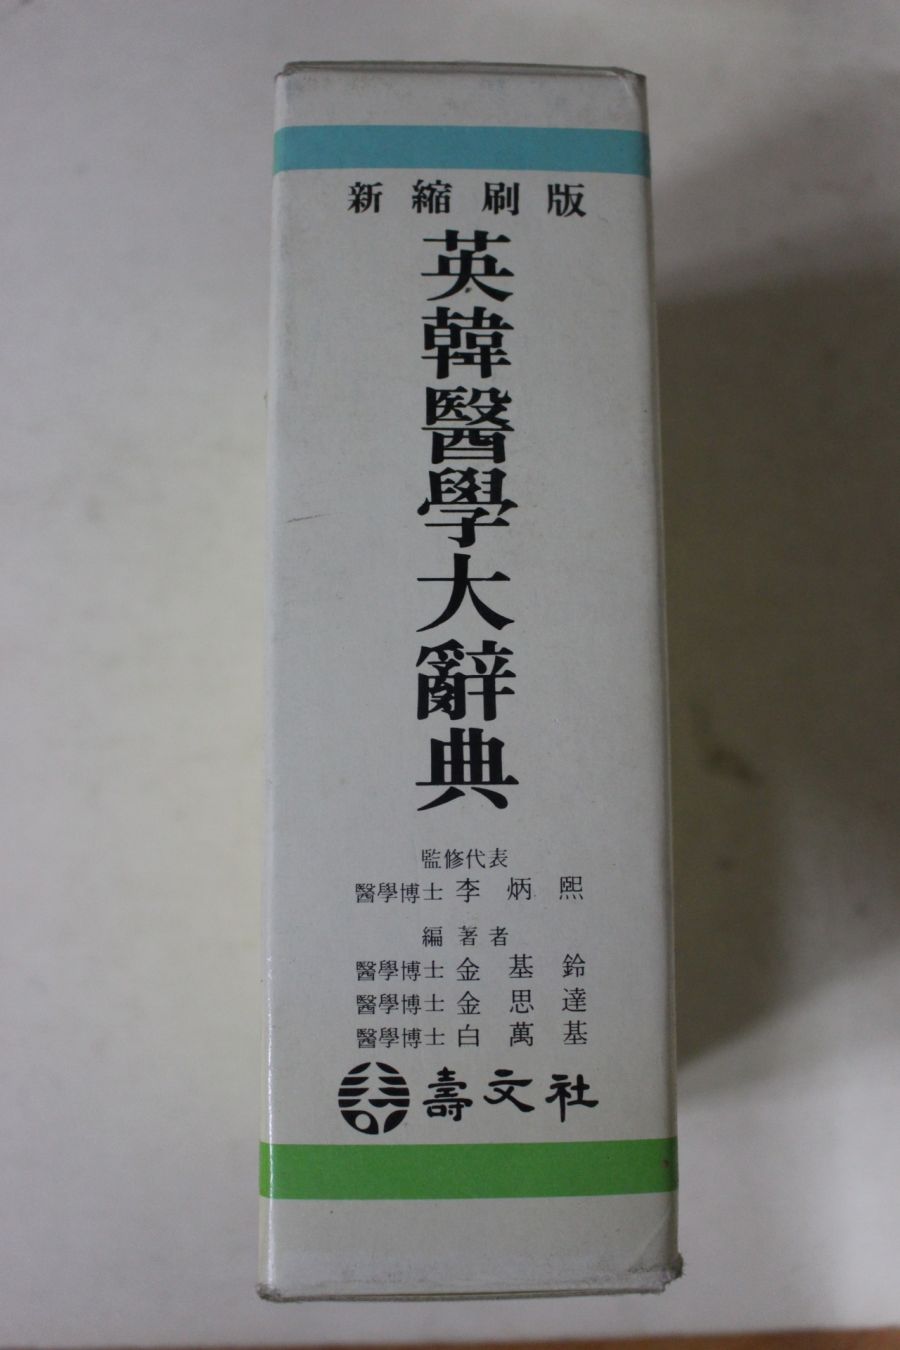 新縮刷版
英韓醫學大辭典
監修代表
醫學博士 李炳熙
編著者
醫學博士 金基鈴
醫學博士 金思達
醫學博士 白萬基
壽文社